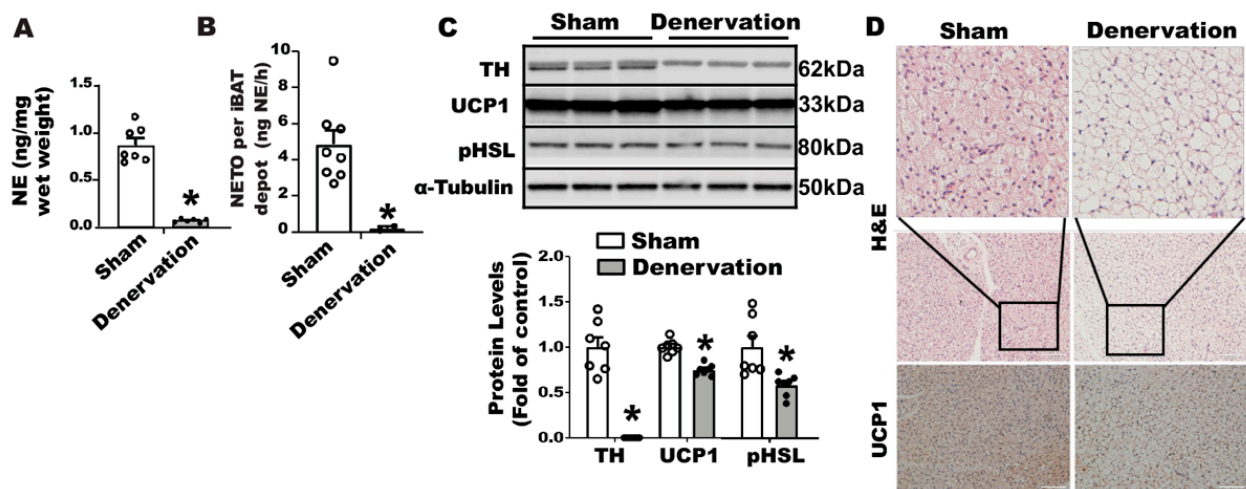 A
NE (ng/mg
wet weight)
1.5
1.0
0.5
0.0
*
Sham
Denervation
B
NETO per iBAT
depot (ng NE/h)
10
8
6
4
2
0
*
Sham
Denervation
C
Sham Denervation
TH 62kDa
UCP1 33kDa
pHSL 80kDa
α-Tubulin 50kDa
Sham
Denervation
Protein Levels
(Fold of control)
2.0
1.5
1.0
0.5
0.0
* * *
TH UCP1 pHSL
D
Sham Denervation
H&E
UCP1